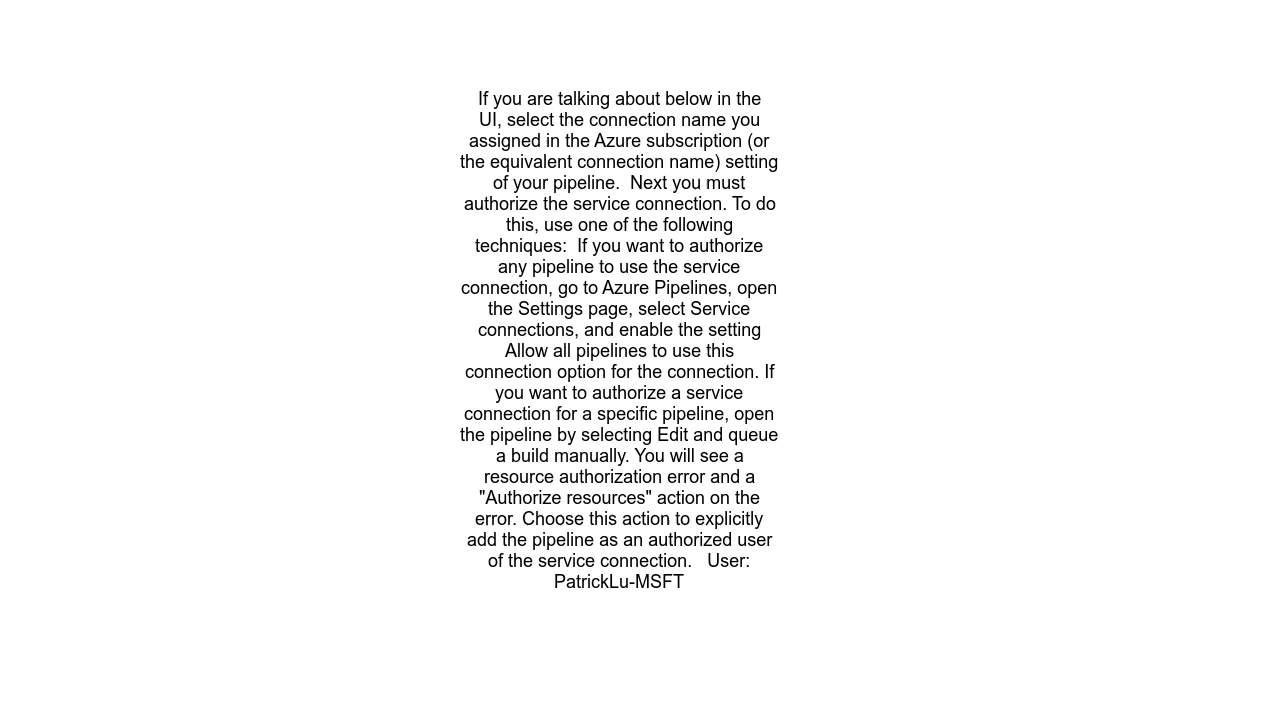 If you are talking about below in the
UI, select the connection name you
assigned in the Azure subscription (or
the equivalent connection name) setting
of your pipeline.  Next you must
authorize the service connection. To do
this, use one of the following
techniques:  If you want to authorize
any pipeline to use the service
connection, go to Azure Pipelines, open
the Settings page, select Service
connections, and enable the setting
Allow all pipelines to use this
connection option for the connection. If
you want to authorize a service
connection for a specific pipeline, open
the pipeline by selecting Edit and queue
a build manually. You will see a
resource authorization error and a
"Authorize resources" action on the
error. Choose this action to explicitly
add the pipeline as an authorized user
of the service connection.   User:
PatrickLu-MSFT